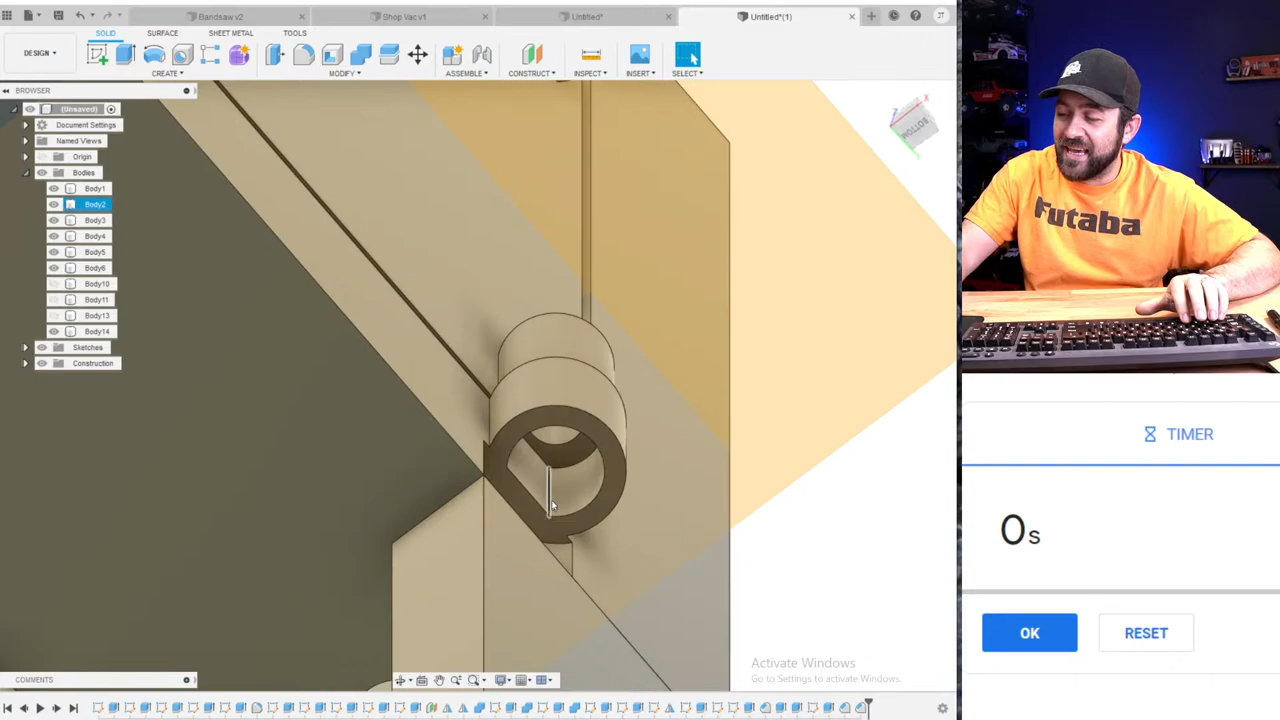 Bandsaw v2
Shop Vac v1
Untitled*
Untitled*(1)
JT
SOLID
SURFACE
SHEET METAL
TOOLS
DESIGN
CREATE
MODIFY
ASSEMBLE
CONSTRUCT
INSPECT
INSERT
SELECT
BROWSER
(Unsaved)
Document Settings
Named Views
Origin
Bodies
Body1
Body2
Body3
Body4
Body5
Body6
Body10
Body11
Body13
Body14
Sketches
Construction
X
Z
BOTTOM
Futaba
TIMER
0s
OK
RESET
Activate Windows
Go to Settings to activate Windows.
COMMENTS